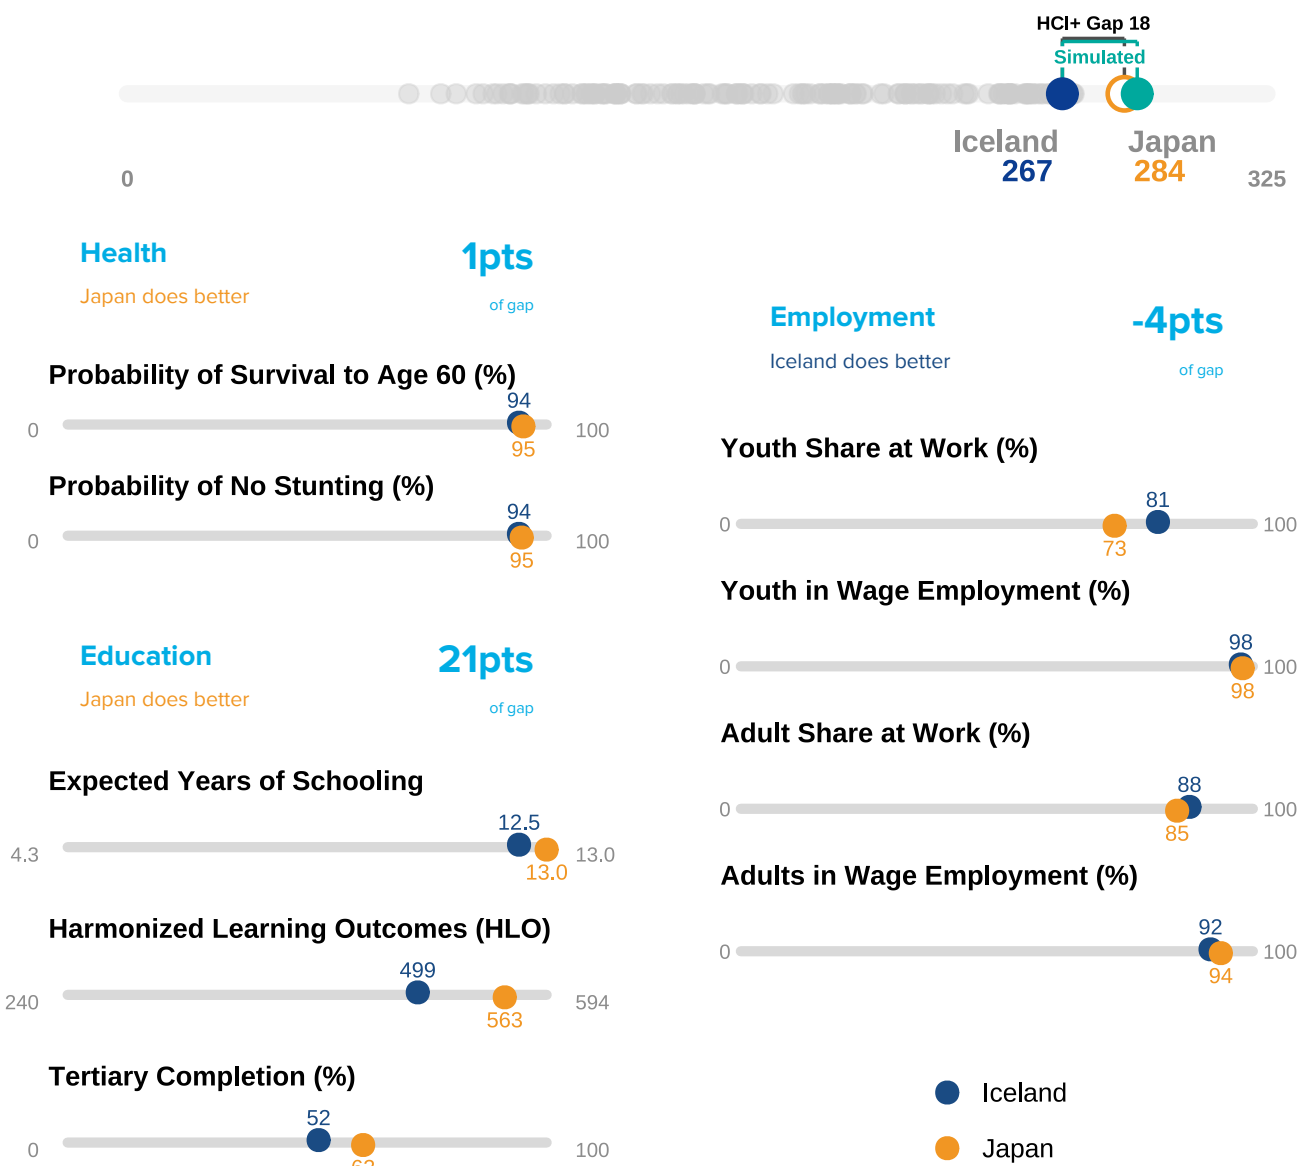 HCI+ Gap 18
Simulated
Iceland
267
Japan
284
0
325
Health
1pts
Japan does better
of gap
Probability of Survival to Age 60 (%)
94
0
100
95
Probability of No Stunting (%)
94
0
100
95
Education
21pts
Japan does better
of gap
Expected Years of Schooling
12.5
4.3
13.0
13.0
Harmonized Learning Outcomes (HLO)
499
240
594
563
Tertiary Completion (%)
52
0
100
Employment
-4pts
Iceland does better
of gap
Youth Share at Work (%)
81
0
100
73
Youth in Wage Employment (%)
98
0
100
98
Adult Share at Work (%)
88
0
100
85
Adults in Wage Employment (%)
92
0
100
94
Iceland
Japan